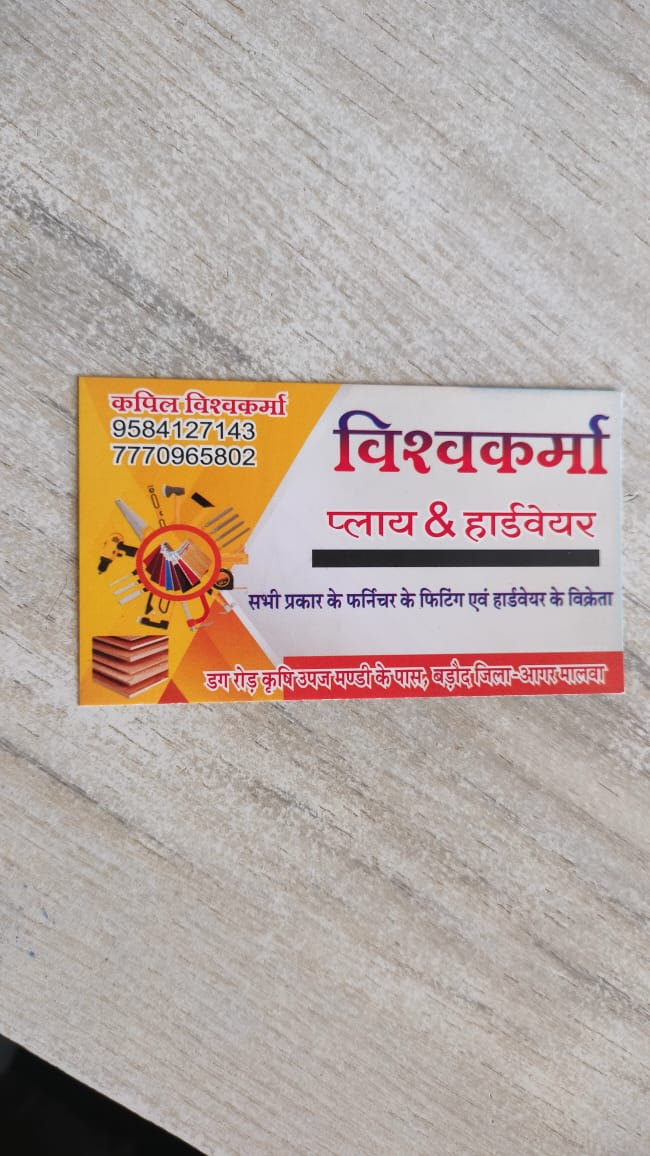 कपिल विश्वकर्मा
9584127143
7770965802
विश्वकर्मा
प्लाय & हार्डवेयर
सभी प्रकार के फर्निचर के फिटिंग एवं हार्डवेयर के विक्रेता
डग रोड़ कृषि उपज मण्डी के पास, बड़ौद जिला-आगर मालवा